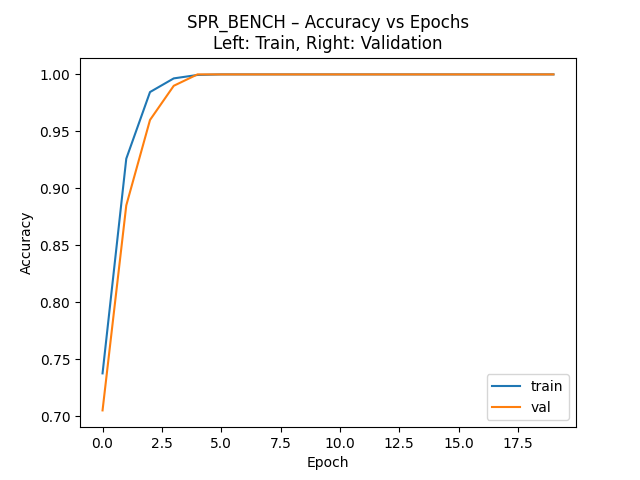 SPR_BENCH – Accuracy vs Epochs
Left: Train, Right: Validation
1.00
0.95
0.90
0.85
0.80
0.75
0.70
Accuracy
0.0
2.5
5.0
7.5
10.0
12.5
15.0
17.5
Epoch
train
val